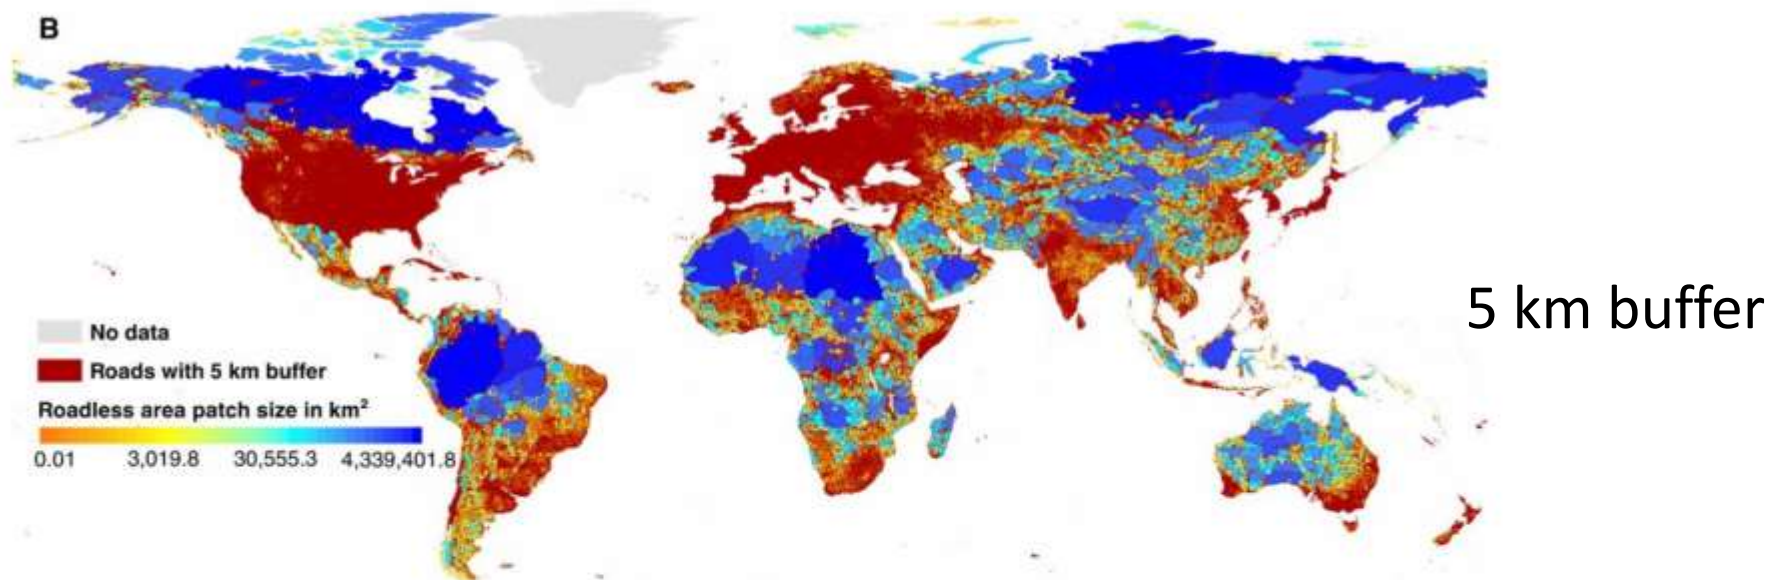 B
No data
Roads with 5 km buffer
Roadless area patch size in km²
0.01 3,019.8 30,555.3 4,339,401.8
5 km buffer